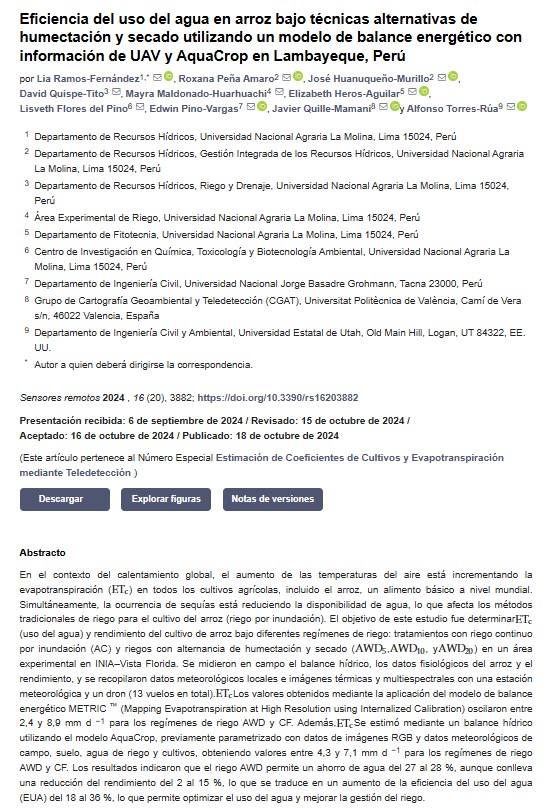 Eficiencia del uso del agua en arroz bajo técnicas alternativas de
humectación y secado utilizando un modelo de balance energético con
información de UAV y AquaCrop en Lambayeque, Perú
por Lia Ramos-Fernández 1,* , Roxana Peña Amaro 2 , José Huanuqueño-Murillo 2 ,
David Quispe-Tito 3 , Mayra Maldonado-Huarhuachi 4 , Elizabeth Heros-Aguilar 5 ,
Lisveth Flores del Pino 6 , Edwin Pino-Vargas 7 , Javier Quille-Mamani 8 y Alfonso Torres-Rúa 9
1 Departamento de Recursos Hídricos, Universidad Nacional Agraria La Molina, Lima 15024, Perú
2 Departamento de Recursos Hídricos, Gestión Integrada de los Recursos Hídricos, Universidad Nacional Agraria
La Molina, Lima 15024, Perú
3 Departamento de Recursos Hídricos, Riego y Drenaje, Universidad Nacional Agraria La Molina, Lima 15024,
Perú
4 Área Experimental de Riego, Universidad Nacional Agraria La Molina, Lima 15024, Perú
5 Departamento de Fitotecnia, Universidad Nacional Agraria La Molina, Lima 15024, Perú
6 Centro de Investigación en Química, Toxicología y Biotecnología Ambiental, Universidad Nacional Agraria La
Molina, Lima 15024, Perú
7 Departamento de Ingeniería Civil, Universidad Nacional Jorge Basadre Grohmann, Tacna 23000, Perú
8 Grupo de Cartografía Geoambiental y Teledetección (CGAT), Universitat Politècnica de València, Camí de Vera
s/n, 46022 Valencia, España
9 Departamento de Ingeniería Civil y Ambiental, Universidad Estatal de Utah, Old Main Hill, Logan, UT 84322, EE.
UU.
* Autor a quien deberá dirigirse la correspondencia.
Sensores remotos 2024 , 16 (20), 3882; https://doi.org/10.3390/rs16203882
Presentación recibida: 6 de septiembre de 2024 / Revisado: 15 de octubre de 2024 /
Aceptado: 16 de octubre de 2024 / Publicado: 18 de octubre de 2024
(Este artículo pertenece al Número Especial Estimación de Coeficientes de Cultivos y Evapotranspiración
mediante Teledetección )
Descargar Explorar figuras Notas de versiones
Abstracto
En el contexto del calentamiento global, el aumento de las temperaturas del aire está incrementando la
evapotranspiración (ETc) en todos los cultivos agrícolas, incluido el arroz, un alimento básico a nivel mundial.
Simultáneamente, la ocurrencia de sequías está reduciendo la disponibilidad de agua, lo que afecta los métodos
tradicionales de riego para el cultivo del arroz (riego por inundación). El objetivo de este estudio fue determinarETc
(uso del agua) y rendimiento del cultivo de arroz bajo diferentes regímenes de riego: tratamientos con riego continuo
por inundación (AC) y riegos con alternancia de humectación y secado (AWD5,AWD10, yAWD20) en un área
experimental en INIA–Vista Florida. Se midieron en campo el balance hídrico, los datos fisiológicos del arroz y el
rendimiento, y se recopilaron datos meteorológicos locales e imágenes térmicas y multiespectrales con una estación
meteorológica y un dron (13 vuelos en total).ETcLos valores obtenidos mediante la aplicación del modelo de balance
energético METRIC ™ (Mapping Evapotranspiration at High Resolution using Internalized Calibration) oscilaron entre
2,4 y 8,9 mm d −1 para los regímenes de riego AWD y CF. Además,ETcSe estimó mediante un balance hídrico
utilizando el modelo AquaCrop, previamente parametrizado con datos de imágenes RGB y datos meteorológicos de
campo, suelo, agua de riego y cultivos, obteniendo valores entre 4,3 y 7,1 mm d −1 para los regímenes de riego
AWD y CF. Los resultados indicaron que el riego AWD permite un ahorro de agua del 27 al 28 %, aunque conlleva
una reducción del rendimiento del 2 al 15 %, lo que se traduce en un aumento de la eficiencia del uso del agua
(EUA) del 18 al 36 %, lo que permite optimizar el uso del agua y mejorar la gestión del riego.